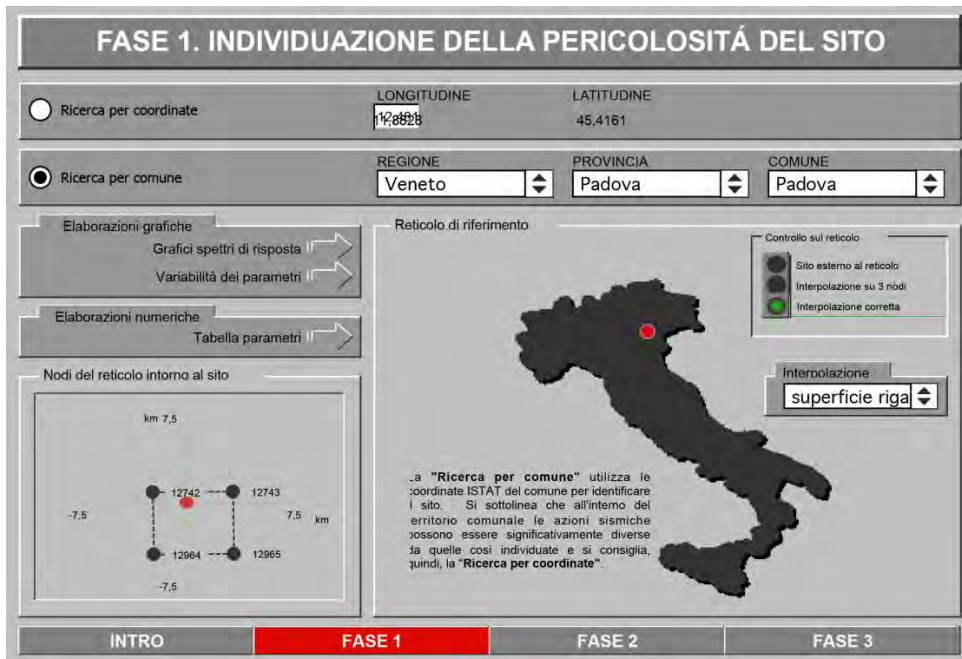 FASE 1. INDIVIDUAZIONE DELLA PERICOLOSITÁ DEL SITO
Ricerca per coordinate
LONGITUDINE
LATITUDINE
45,4161
Ricerca per comune
REGIONE
PROVINCIA
COMUNE
Veneto
Padova
Padova
Elaborazioni grafiche
Grafici spettri di risposta
Variabilità dei parametri
Elaborazioni numeriche
Tabella parametri
Nodi del reticolo intorno al sito
km 7,5
12742
12743
-7,5
7,5 km
12964
12965
-7,5
Reticolo di riferimento
Controllo sul reticolo
Sito esterno al reticolo
Interpolazione su 3 nodi
Interpolazione corretta
Interpolazione
superficie riga
a "Ricerca per comune" utilizza le
coordinate ISTAT del comune per identificare
l sito. Si sottolinea che all'interno del
erritorio comunale le azioni sismiche
possono essere significativamente diverse
da quelle così individuate e si consiglia,
quindi, la "Ricerca per coordinate".
INTRO
FASE 1
FASE 2
FASE 3